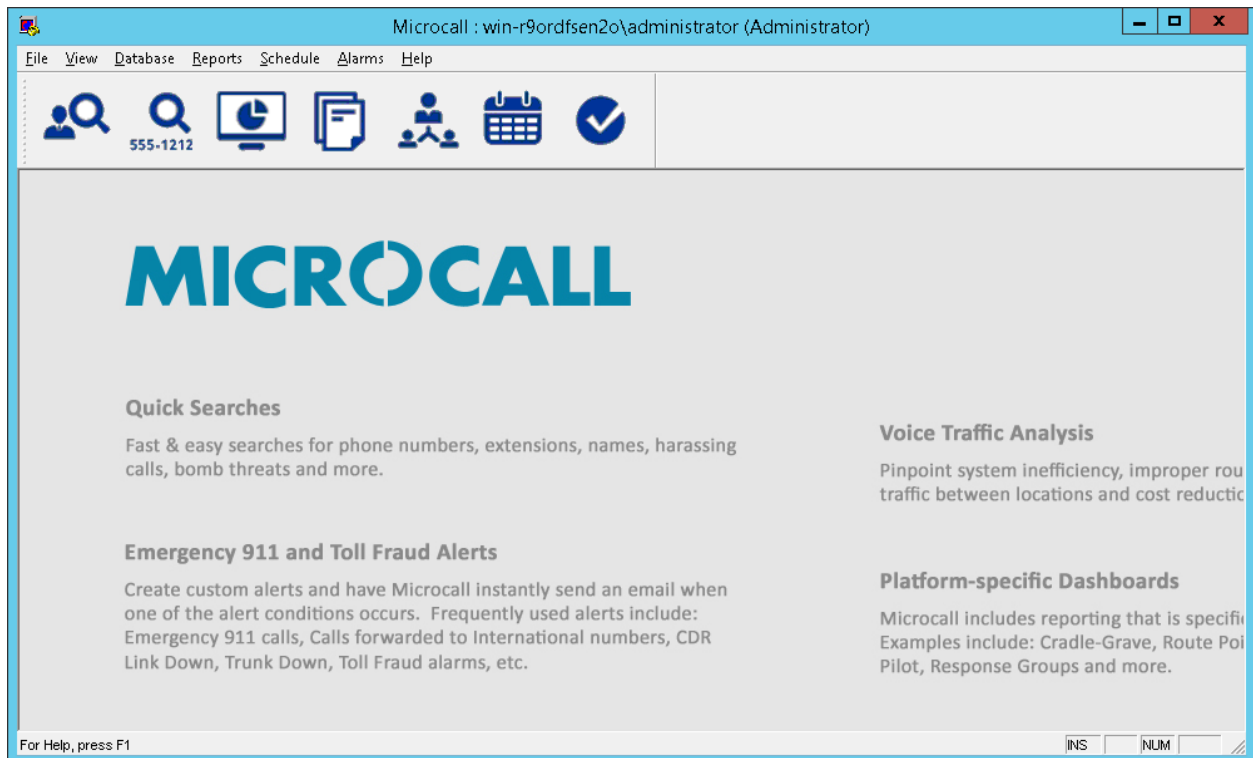 Microcall : win-r9ordfsen2o\administrator (Administrator)
File View Database Reports Schedule Alarms Help
555-1212
MICROCALL
Quick Searches
Fast & easy searches for phone numbers, extensions, names, harassing
calls, bomb threats and more.
Emergency 911 and Toll Fraud Alerts
Create custom alerts and have Microcall instantly send an email when
one of the alert conditions occurs. Frequently used alerts include:
Emergency 911 calls, Calls forwarded to International numbers, CDR
Link Down, Trunk Down, Toll Fraud alarms, etc.
Voice Traffic Analysis
Pinpoint system inefficiency, improper rou
traffic between locations and cost reductic
Platform-specific Dashboards
Microcall includes reporting that is specifi
Examples include: Cradle-Grave, Route Poi
Pilot, Response Groups and more.
For Help, press F1
INS NUM